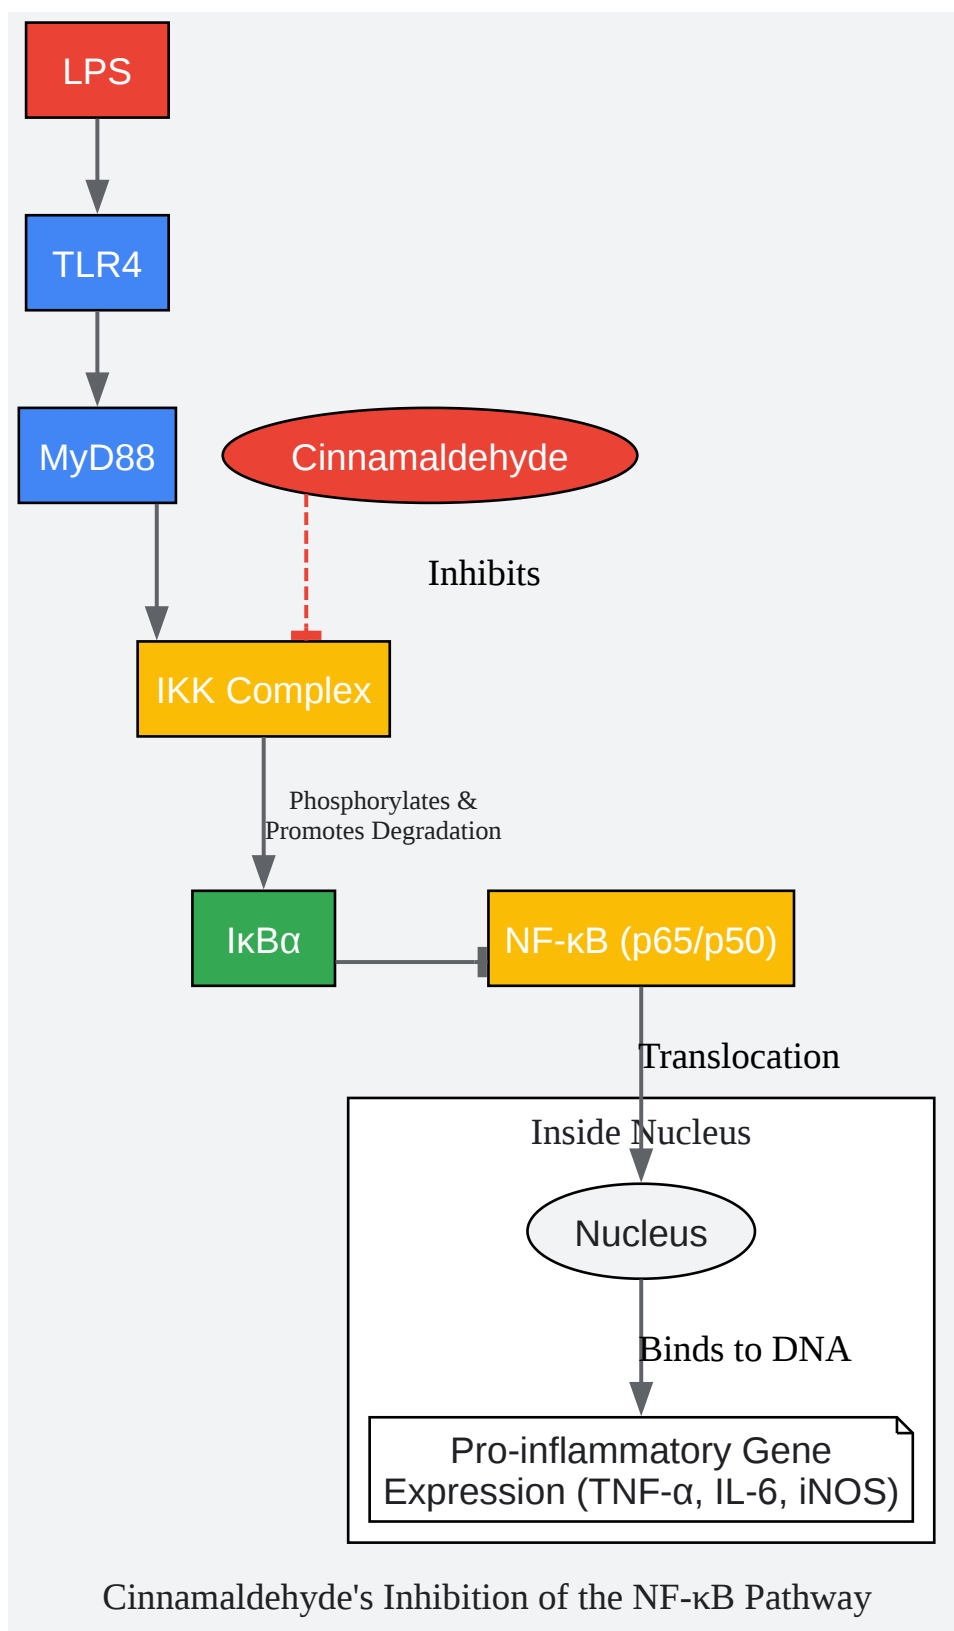 LPS
TLR4
MyD88
Cinnamaldehyde
Inhibits
IKK Complex
Phosphorylates &
Promotes Degradation
IκBα
NF-κB (p65/p50)
Translocation
Inside Nucleus
Nucleus
Binds to DNA
Pro-inflammatory Gene
Expression (TNF-α, IL-6, iNOS)
Cinnamaldehyde's Inhibition of the NF-κB Pathway